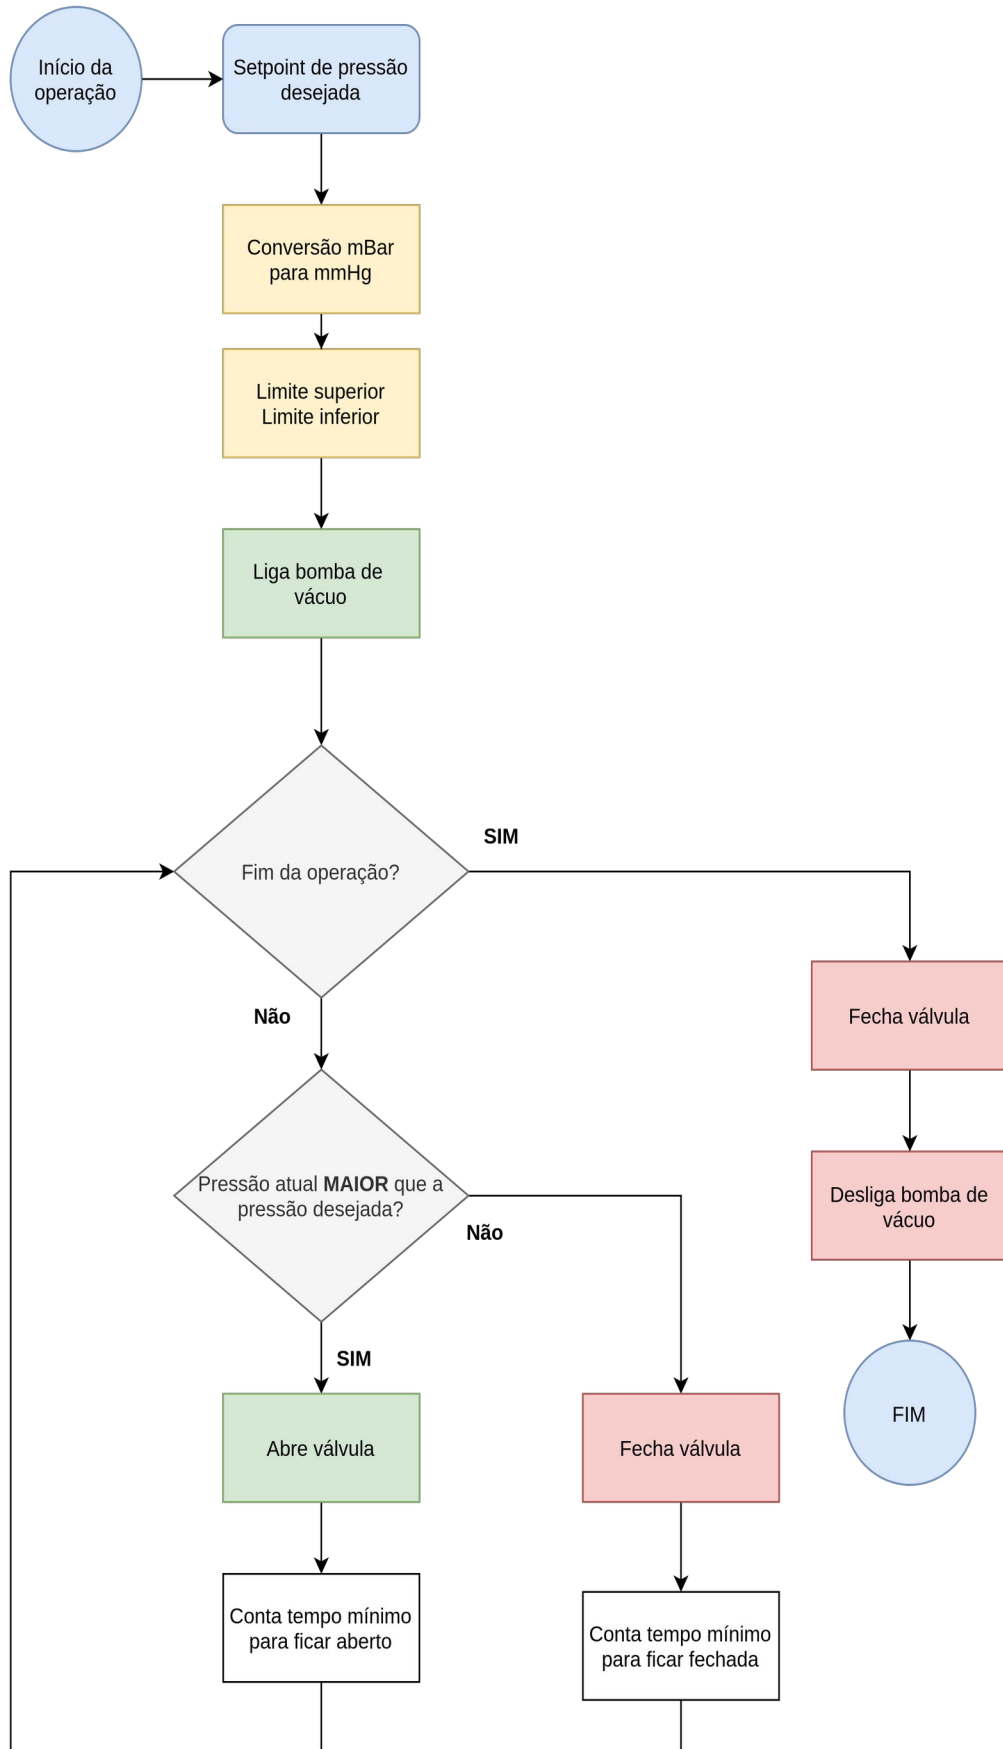 Início da
operação
Setpoint de pressão
desejada
Conversão mBar
para mmHg
Limite superior
Limite inferior
Liga bomba de
vácuo
Fim da operação?
SIM
Não
Fecha válvula
Pressão atual MAIOR que a
pressão desejada?
Não
Desliga bomba de
vácuo
SIM
FIM
Abre válvula
Fecha válvula
Conta tempo mínimo
para ficar aberto
Conta tempo mínimo
para ficar fechada